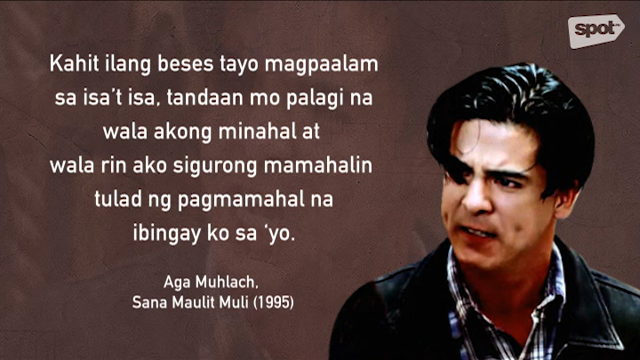 spot
Kahit ilang beses tayo magpaalam
sa isa't isa, tandaan mo palagi na
wala akong minahal at
wala rin ako sigurong mamahalin
tulad ng pagmamahal na
ibingay ko sa ‘yo.
Aga Muhlach,
Sana Maulit Muli (1995)